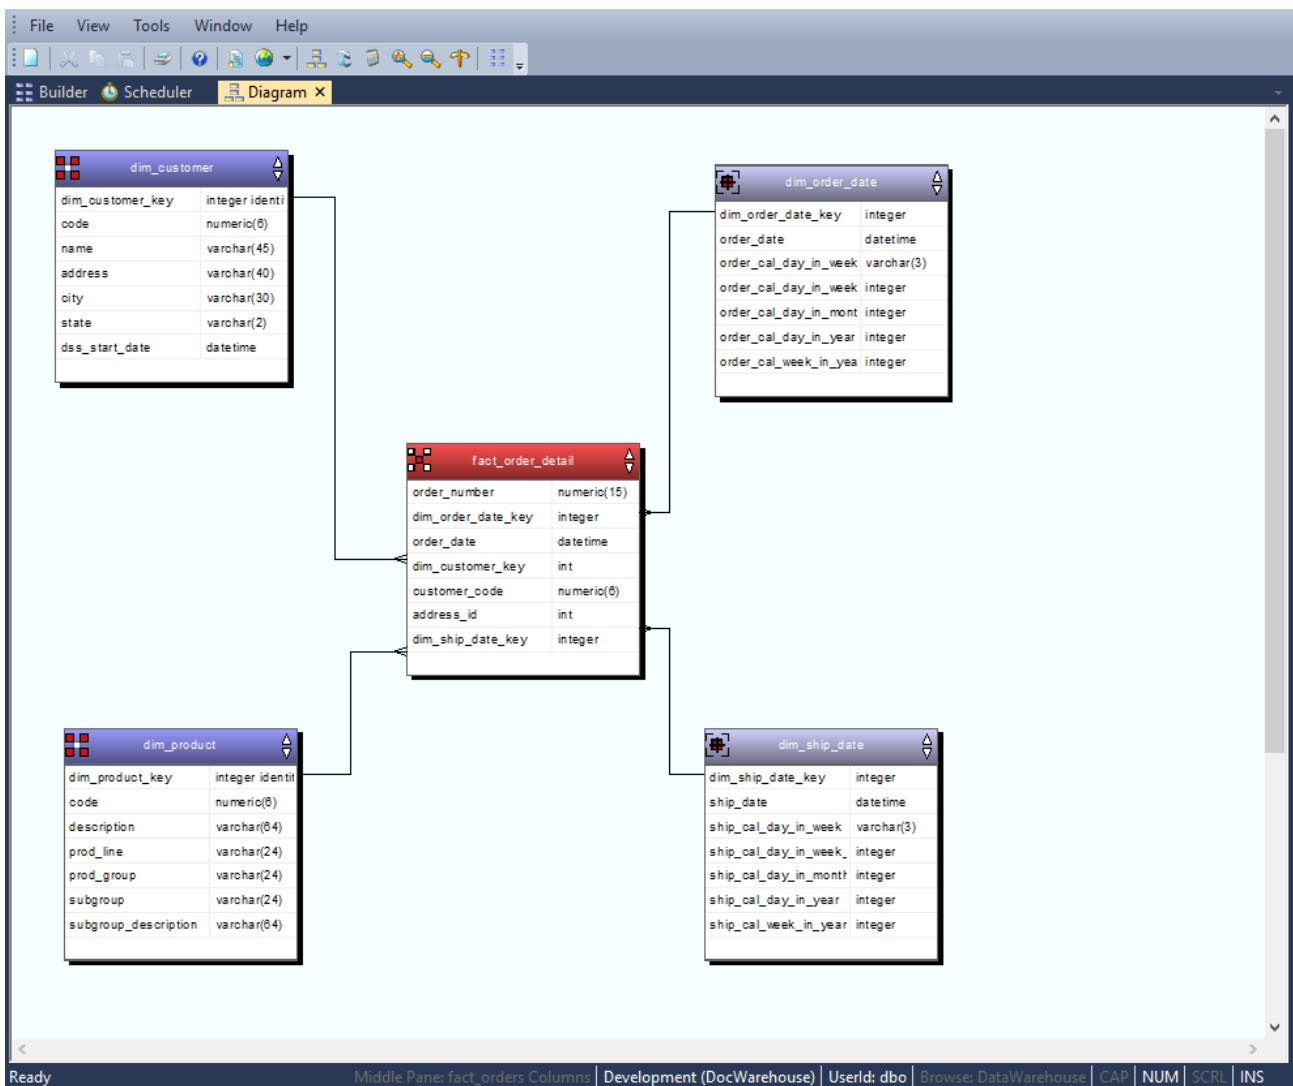 File View Tools Window Help
Builder Scheduler Diagram
dim_customer
dim_customer_key integer identi
code numeric(6)
name varchar(45)
address varchar(40)
city varchar(30)
state varchar(2)
dss_start_date datetime
dim_order_date
dim_order_date_key integer
order_date datetime
order_cal_day_in_week varchar(3)
order_cal_day_in_week integer
order_cal_day_in_mont integer
order_cal_day_in_year integer
order_cal_week_in_yea integer
fact_order_detail
order_number numeric(15)
dim_order_date_key integer
order_date datetime
dim_customer_key int
customer_code numeric(6)
address_id int
dim_ship_date_key integer
dim_product
dim_product_key integer identit
code numeric(6)
description varchar(64)
prod_line varchar(24)
prod_group varchar(24)
subgroup varchar(24)
subgroup_description varchar(64)
dim_ship_date
dim_ship_date_key integer
ship_date datetime
ship_cal_day_in_week varchar(3)
ship_cal_day_in_week_ integer
ship_cal_day_in_month integer
ship_cal_day_in_year integer
ship_cal_week_in_year integer
Ready Middle Pane: fact_orders Columns Development (DocWarehouse) UserId: dbo Browse: DataWarehouse CAP NUM SCRL INS